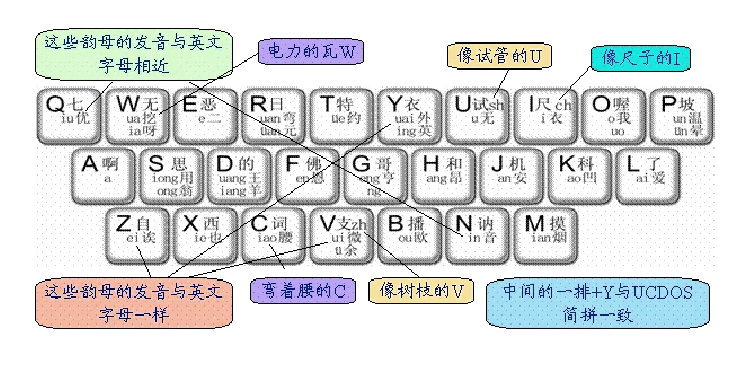 这些韵母的发音与英文
字母相近
电力的瓦W
像试管的U
像尺子的I
Q七 W无 E恶 R日 T特 Y衣 U试sh I尺ch O喔 P坡
iu优 ua挖 e二 uan弯 üe约 uai外 u无 i衣 o我 un温
ia呀 üan元 ing英 uo ün晕
A啊 S思 D的 F佛 G哥 H和 J机 K科 L了
a iong用 uang王 en恩 eng亨 ang昂 an安 ao凹 ai爱
ong翁 iang羊 ng
Z自 X西 C词 V支zh B播 N讷 M摸
ei诶 ie也 iao腰 ui微 ou欧 in音 ian烟
ü余
这些韵母的发音与英文
字母一样
弯着腰的C
像树枝的V
中间的一排+Y与UCDOS
简拼一致